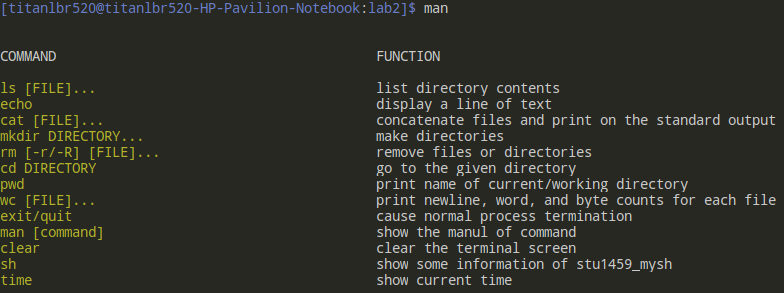 [titanlbr520@titanlbr520-HP-Pavilion-Notebook:lab2]$ man
COMMAND FUNCTION
ls [FILE]... list directory contents
echo display a line of text
cat [FILE]... concatenate files and print on the standard output
mkdir DIRECTORY... make directories
rm [-r/-R] [FILE]... remove files or directories
cd DIRECTORY go to the given directory
pwd print name of current/working directory
wc [FILE]... print newline, word, and byte counts for each file
exit/quit cause normal process termination
man [command] show the manul of command
clear clear the terminal screen
sh show some information of stu1459_mysh
time show current time